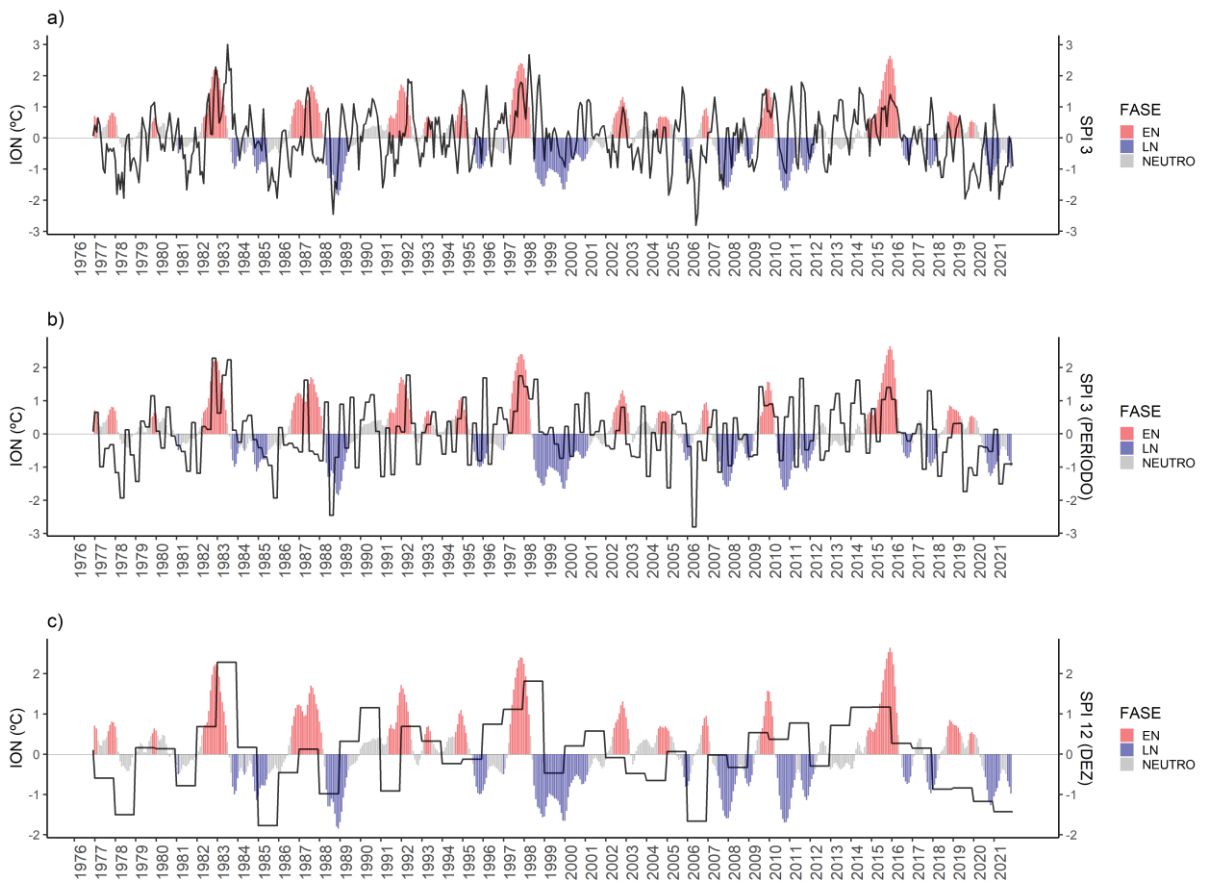 a)
3
2
1
0
-1
-2
-3
ION (ºC)
3
2
1
0
-1
-2
-3
SPI 3
FASE
EN
LN
NEUTRO
1976 1977 1978 1979 1980 1981 1982 1983 1984 1985 1986 1987 1988 1989 1990 1991 1992 1993 1994 1995 1996 1997 1998 1999 2000 2001 2002 2003 2004 2005 2006 2007 2008 2009 2010 2011 2012 2013 2014 2015 2016 2017 2018 2019 2020 2021
b)
2
1
0
-1
-2
-3
ION (ºC)
2
1
0
-1
-2
-3
SPI 3 (PERÍODO)
FASE
EN
LN
NEUTRO
1976 1977 1978 1979 1980 1981 1982 1983 1984 1985 1986 1987 1988 1989 1990 1991 1992 1993 1994 1995 1996 1997 1998 1999 2000 2001 2002 2003 2004 2005 2006 2007 2008 2009 2010 2011 2012 2013 2014 2015 2016 2017 2018 2019 2020 2021
c)
2
1
0
-1
-2
ION (ºC)
2
1
0
-1
-2
SPI 12 (DEZ)
FASE
EN
LN
NEUTRO
1976 1977 1978 1979 1980 1981 1982 1983 1984 1985 1986 1987 1988 1989 1990 1991 1992 1993 1994 1995 1996 1997 1998 1999 2000 2001 2002 2003 2004 2005 2006 2007 2008 2009 2010 2011 2012 2013 2014 2015 2016 2017 2018 2019 2020 2021